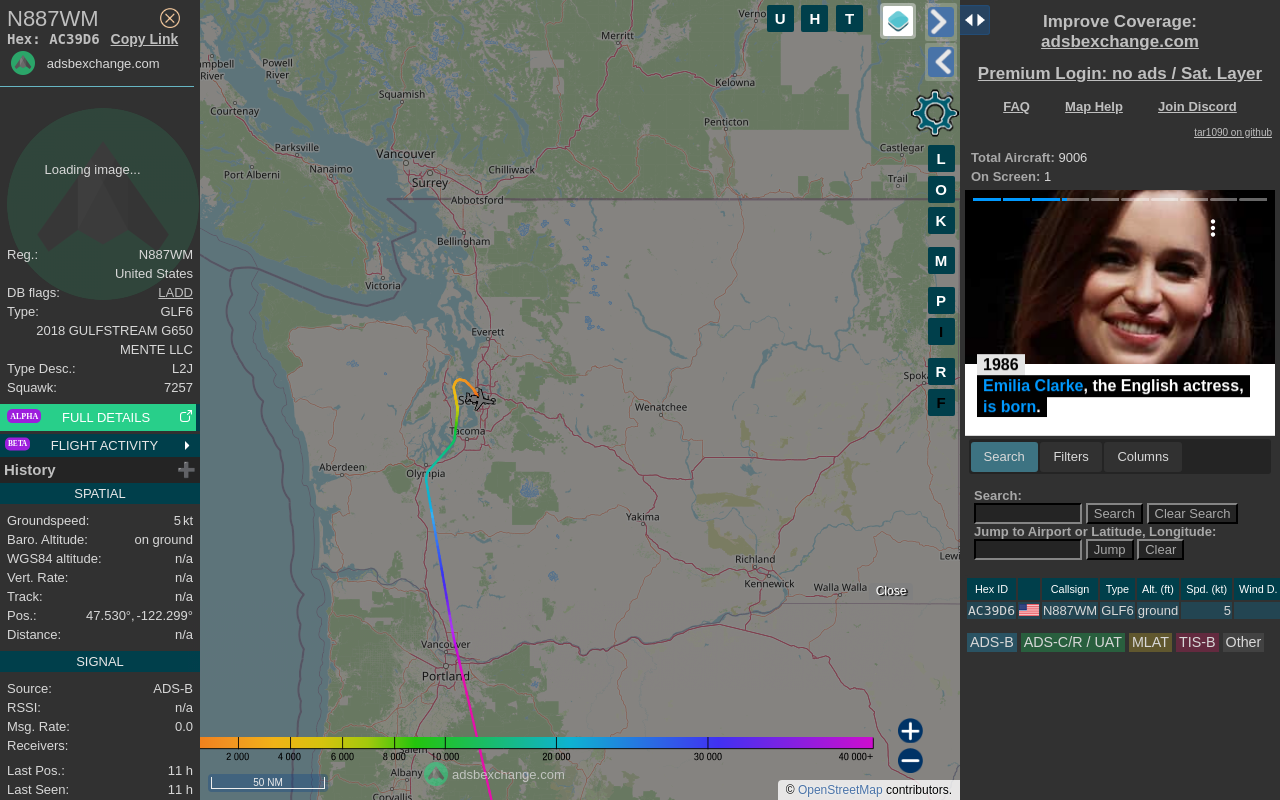 N887WM
Hex: AC39D6 Copy Link
adsbexchange.com
Loading image...
Reg.: N887WM
United States
DB flags: LADD
Type: GLF6
2018 GULFSTREAM G650
MENTE LLC
Type Desc.: L2J
Squawk: 7257
ALPHA FULL DETAILS
BETA FLIGHT ACTIVITY
History
SPATIAL
Groundspeed: 5 kt
Baro. Altitude: on ground
WGS84 altitude: n/a
Vert. Rate: n/a
Track: n/a
Pos.: 47.530°, -122.299°
Distance: n/a
SIGNAL
Source: ADS-B
RSSI: n/a
Msg. Rate: 0.0
Receivers:
Last Pos.: 11 h
Last Seen: 11 h
Merritt
Powell
River
River
Squamish
Kelowna
Courtenay
Penticton
Parksville
Vancouver
Castlegar
Nanaimo
Port Alberni
Chilliwack
Surrey
Trail
Abbotsford
Bellingham
Victoria
Everett
Wenatchee
Tacoma
Aberdeen
Olympia
Yakima
Richland
Kennewick
Walla Walla
Vancouver
Portland
Albany
Corvallis
U H T
L
O
K
M
P
I
R
F
Close
2 000 4 000 6 000 8 000 10 000 20 000 30 000 40 000+
adsbexchange.com
50 NM
© OpenStreetMap contributors.
Improve Coverage:
adsbexchange.com
Premium Login: no ads / Sat. Layer
FAQ Map Help Join Discord
tar1090 on github
Total Aircraft: 9006
On Screen: 1
1986
Emilia Clarke, the English actress,
is born.
Search Filters Columns
Search:
Search Clear Search
Jump to Airport or Latitude, Longitude:
Jump Clear
Hex ID Callsign Type Alt. (ft) Spd. (kt) Wind D.
AC39D6 N887WM GLF6 ground 5
ADS-B ADS-C/R / UAT MLAT TIS-B Other